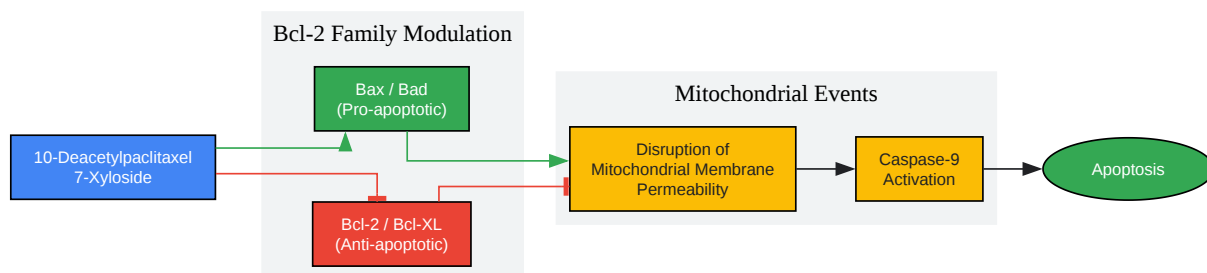 Bcl-2 Family Modulation
Bax / Bad
(Pro-apoptotic)
10-Deacetylpaclitaxel
7-Xyloside
Bcl-2 / Bcl-XL
(Anti-apoptotic)
Mitochondrial Events
Disruption of
Mitochondrial Membrane
Permeability
Caspase-9
Activation
Apoptosis